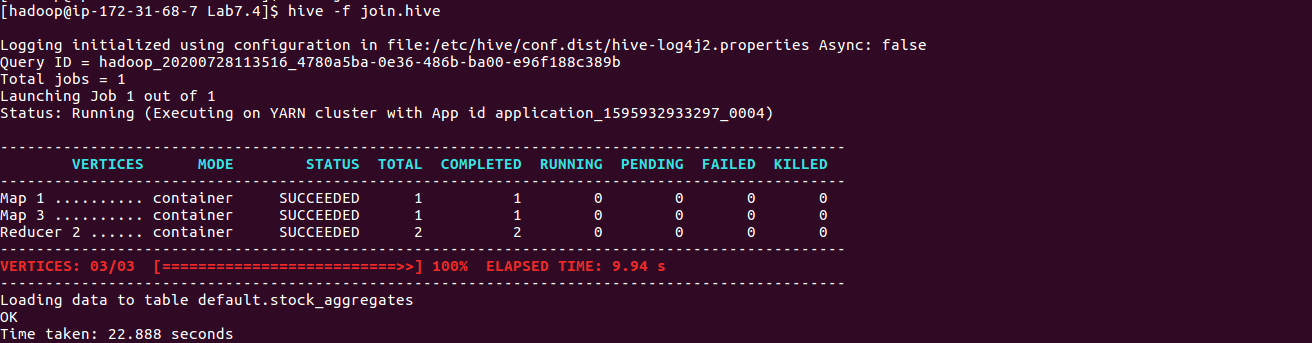 [hadoop@ip-172-31-68-7 Lab7.4]$ hive -f join.hive
Logging initialized using configuration in file:/etc/hive/conf.dist/hive-log4j2.properties Async: false
Query ID = hadoop_20200728113516_4780a5ba-0e36-486b-ba00-e96f188c389b
Total jobs = 1
Launching Job 1 out of 1
Status: Running (Executing on YARN cluster with App id application_1595932933297_0004)
----------------------------------------------------------------------------------------------
        VERTICES      MODE        STATUS  TOTAL  COMPLETED  RUNNING  PENDING  FAILED  KILLED
----------------------------------------------------------------------------------------------
Map 1 .......... container     SUCCEEDED      1          1        0        0       0       0
Map 3 .......... container     SUCCEEDED      1          1        0        0       0       0
Reducer 2 ...... container     SUCCEEDED      2          2        0        0       0       0
----------------------------------------------------------------------------------------------
VERTICES: 03/03  [==========================>>] 100%  ELAPSED TIME: 9.94 s
----------------------------------------------------------------------------------------------
Loading data to table default.stock_aggregates
OK
Time taken: 22.888 seconds